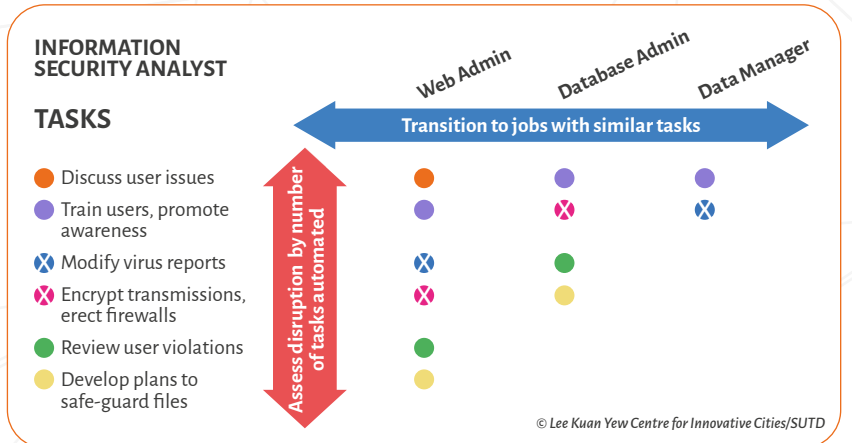 INFORMATION
SECURITY ANALYST
Web Admin
Database Admin
Data Manager
TASKS
Transition to jobs with similar tasks
Assess disruption by number
of tasks automated
Discuss user issues
Train users, promote
awareness
X Modify virus reports
X Encrypt transmissions,
erect firewalls
Review user violations
Develop plans to
safe-guard files
X
X
X
X
© Lee Kuan Yew Centre for Innovative Cities/SUTD